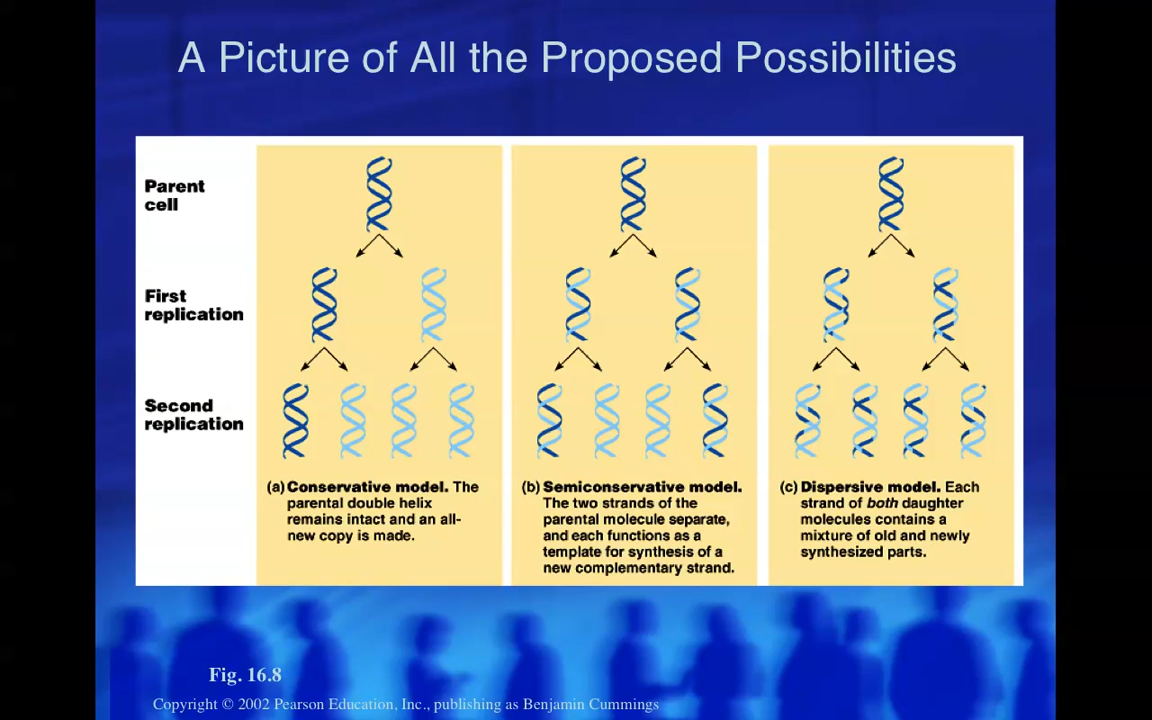 A Picture of All the Proposed Possibilities
Parent
cell
First
replication
Second
replication
(a) Conservative model. The
parental double helix
remains intact and an all-
new copy is made.
(b) Semiconservative model.
The two strands of the
parental molecule separate,
and each functions as a
template for synthesis of a
new complementary strand.
(c) Dispersive model. Each
strand of both daughter
molecules contains a
mixture of old and newly
synthesized parts.
Fig. 16.8
Copyright © 2002 Pearson Education, Inc., publishing as Benjamin Cummings